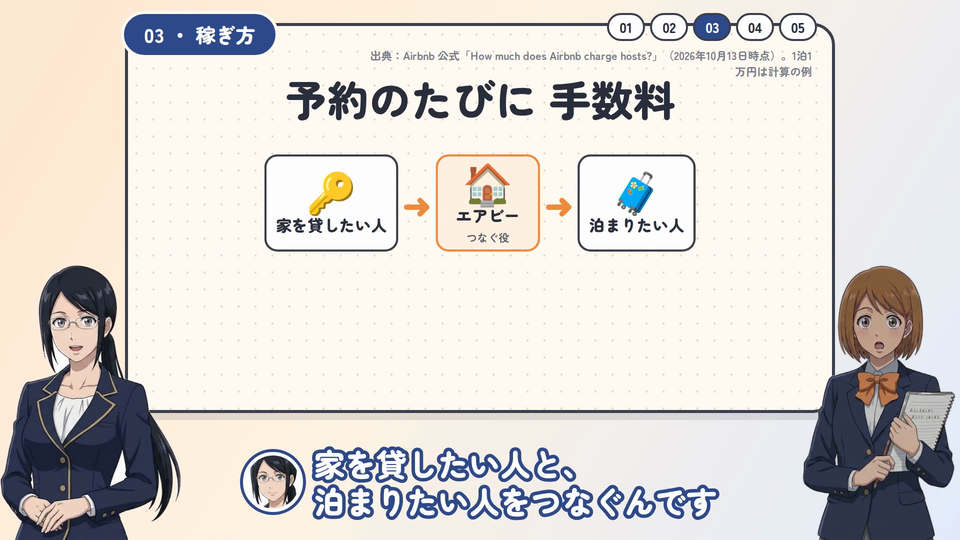 03 ・ 稼ぎ方
01 02 03 04 05
出典：Airbnb 公式「How much does Airbnb charge hosts?」（2026年10月13日時点）。1泊1
万円は計算の例
予約のたびに 手数料
家を貸したい人
エアビー
つなぐ役
泊まりたい人
家を貸したい人と、
泊まりたい人をつなぐんです